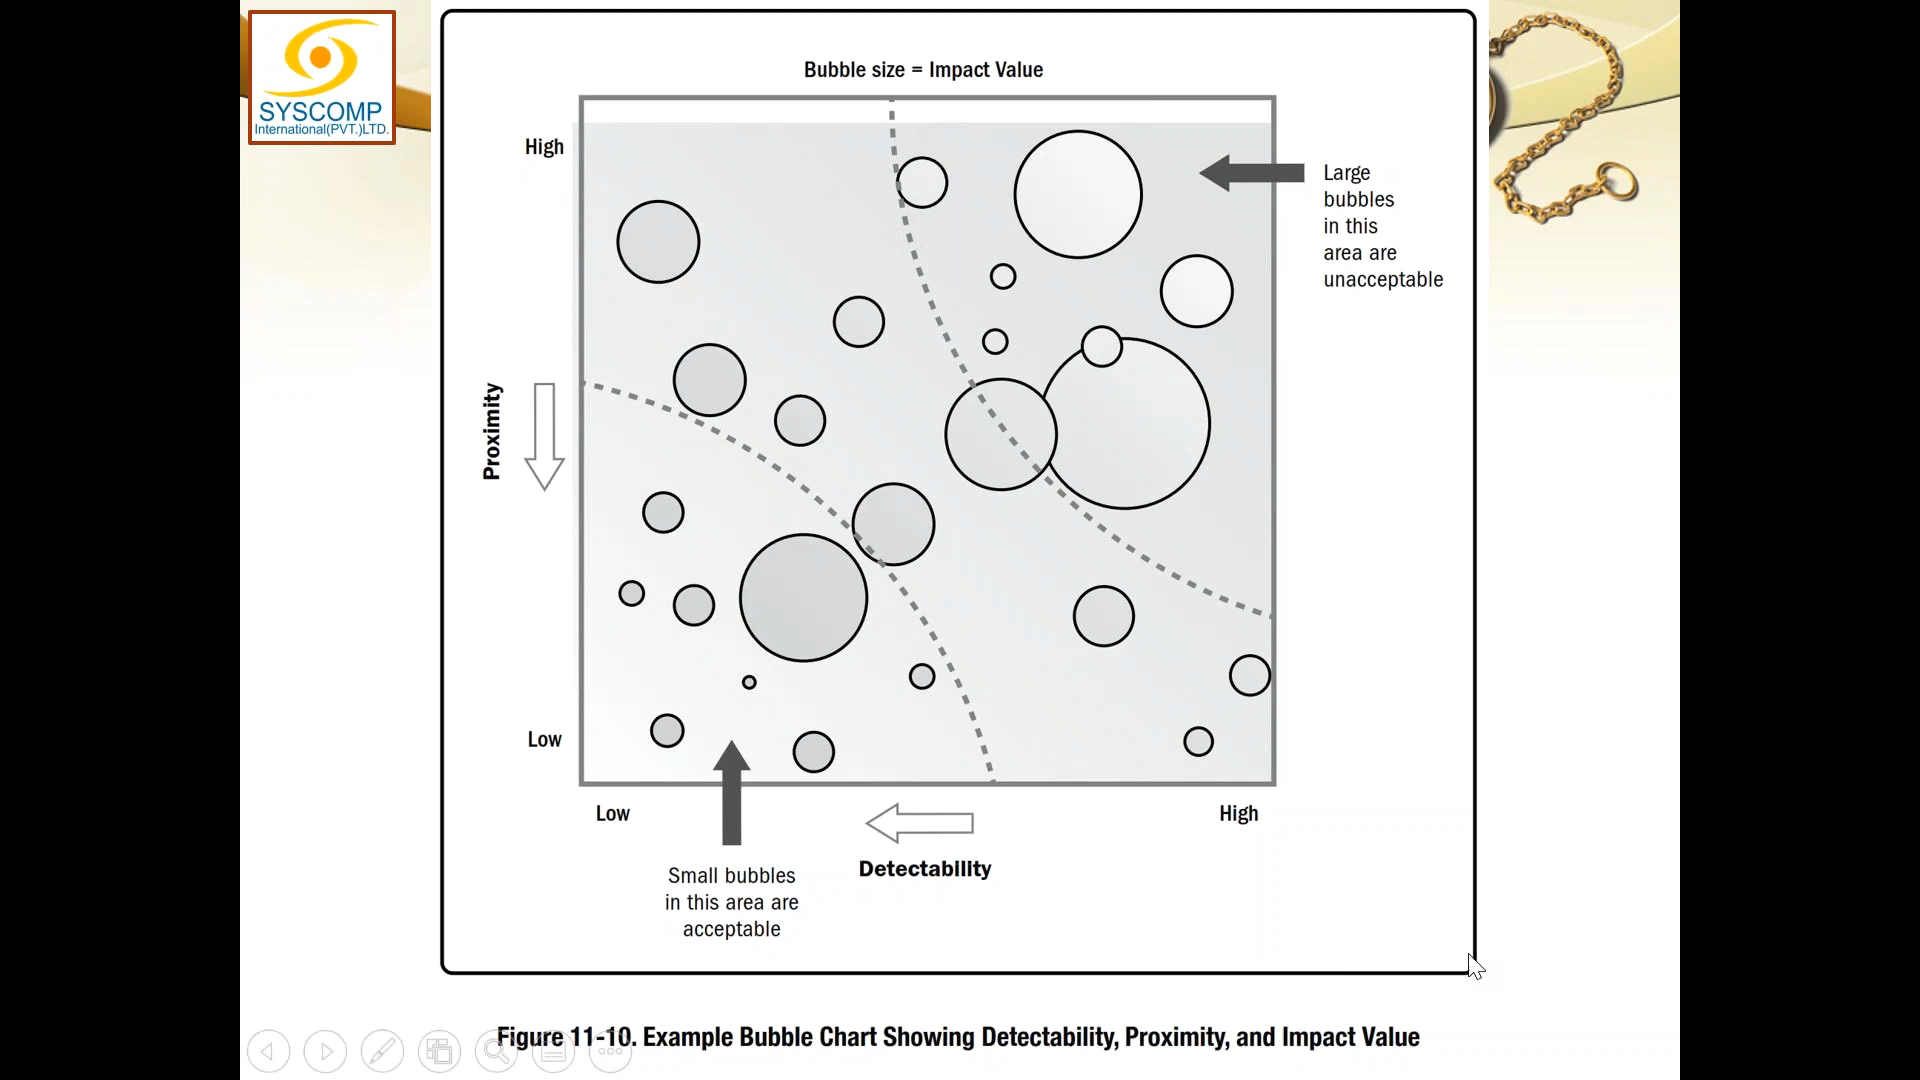 SYSCOMP
International(PVT.)LTD.
Bubble size = Impact Value
High
Large
bubbles
in this
area are
unacceptable
Proximity
Low
Low
High
Detectability
Small bubbles
in this area are
acceptable
Figure 11-10. Example Bubble Chart Showing Detectability, Proximity, and Impact Value